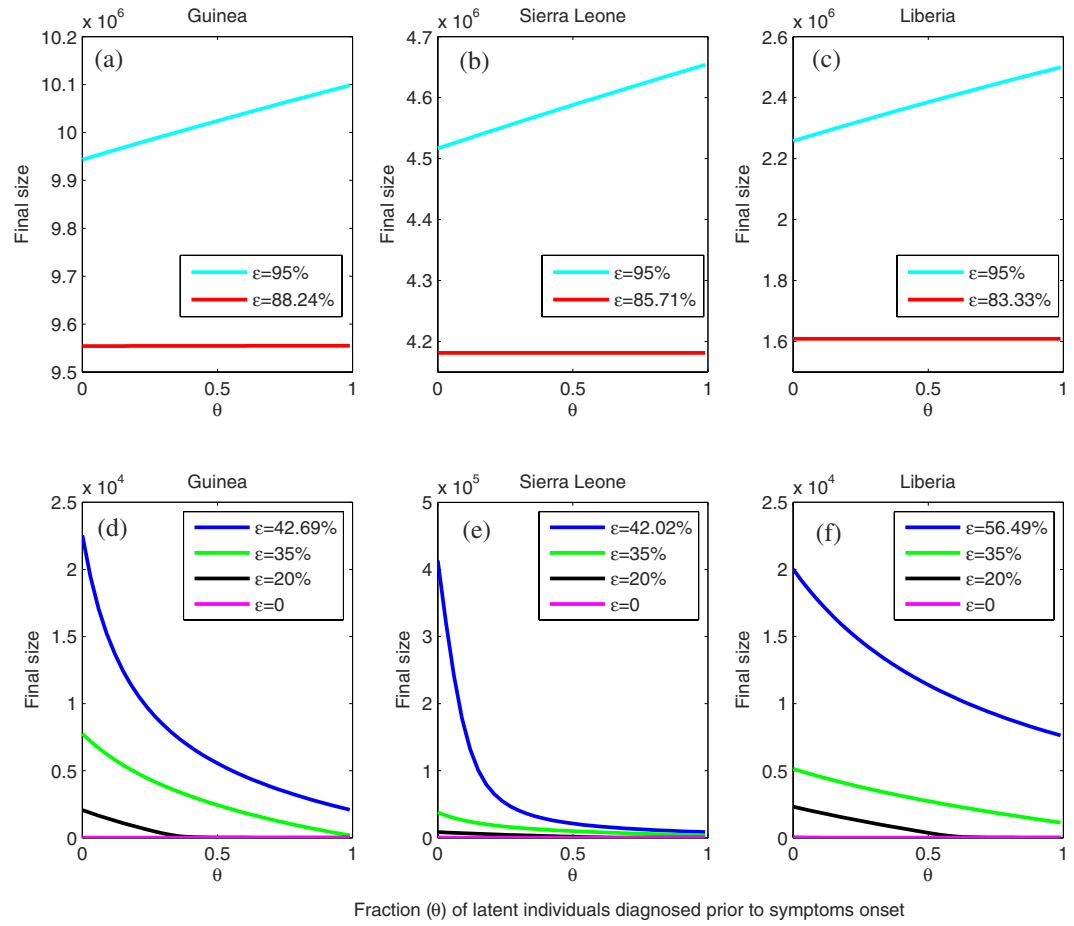 Guinea
x 10^6
(a)
10.2
10.1
10
9.9
9.8
9.7
9.6
9.5
Final size
ε=95%
ε=88.24%
0
0.5
1
θ
Sierra Leone
x 10^6
(b)
4.7
4.6
4.5
4.4
4.3
4.2
Final size
ε=95%
ε=85.71%
0
0.5
1
θ
Liberia
x 10^6
(c)
2.6
2.4
2.2
2
1.8
1.6
Final size
ε=95%
ε=83.33%
0
0.5
1
θ
Guinea
x 10^4
(d)
2.5
2
1.5
1
0.5
0
Final size
ε=42.69%
ε=35%
ε=20%
ε=0
0
0.5
1
θ
Sierra Leone
x 10^5
(e)
5
4
3
2
1
0
Final size
ε=42.02%
ε=35%
ε=20%
ε=0
0
0.5
1
θ
Liberia
x 10^4
(f)
2.5
2
1.5
1
0.5
0
Final size
ε=56.49%
ε=35%
ε=20%
ε=0
0
0.5
1
θ
Fraction (θ) of latent individuals diagnosed prior to symptoms onset